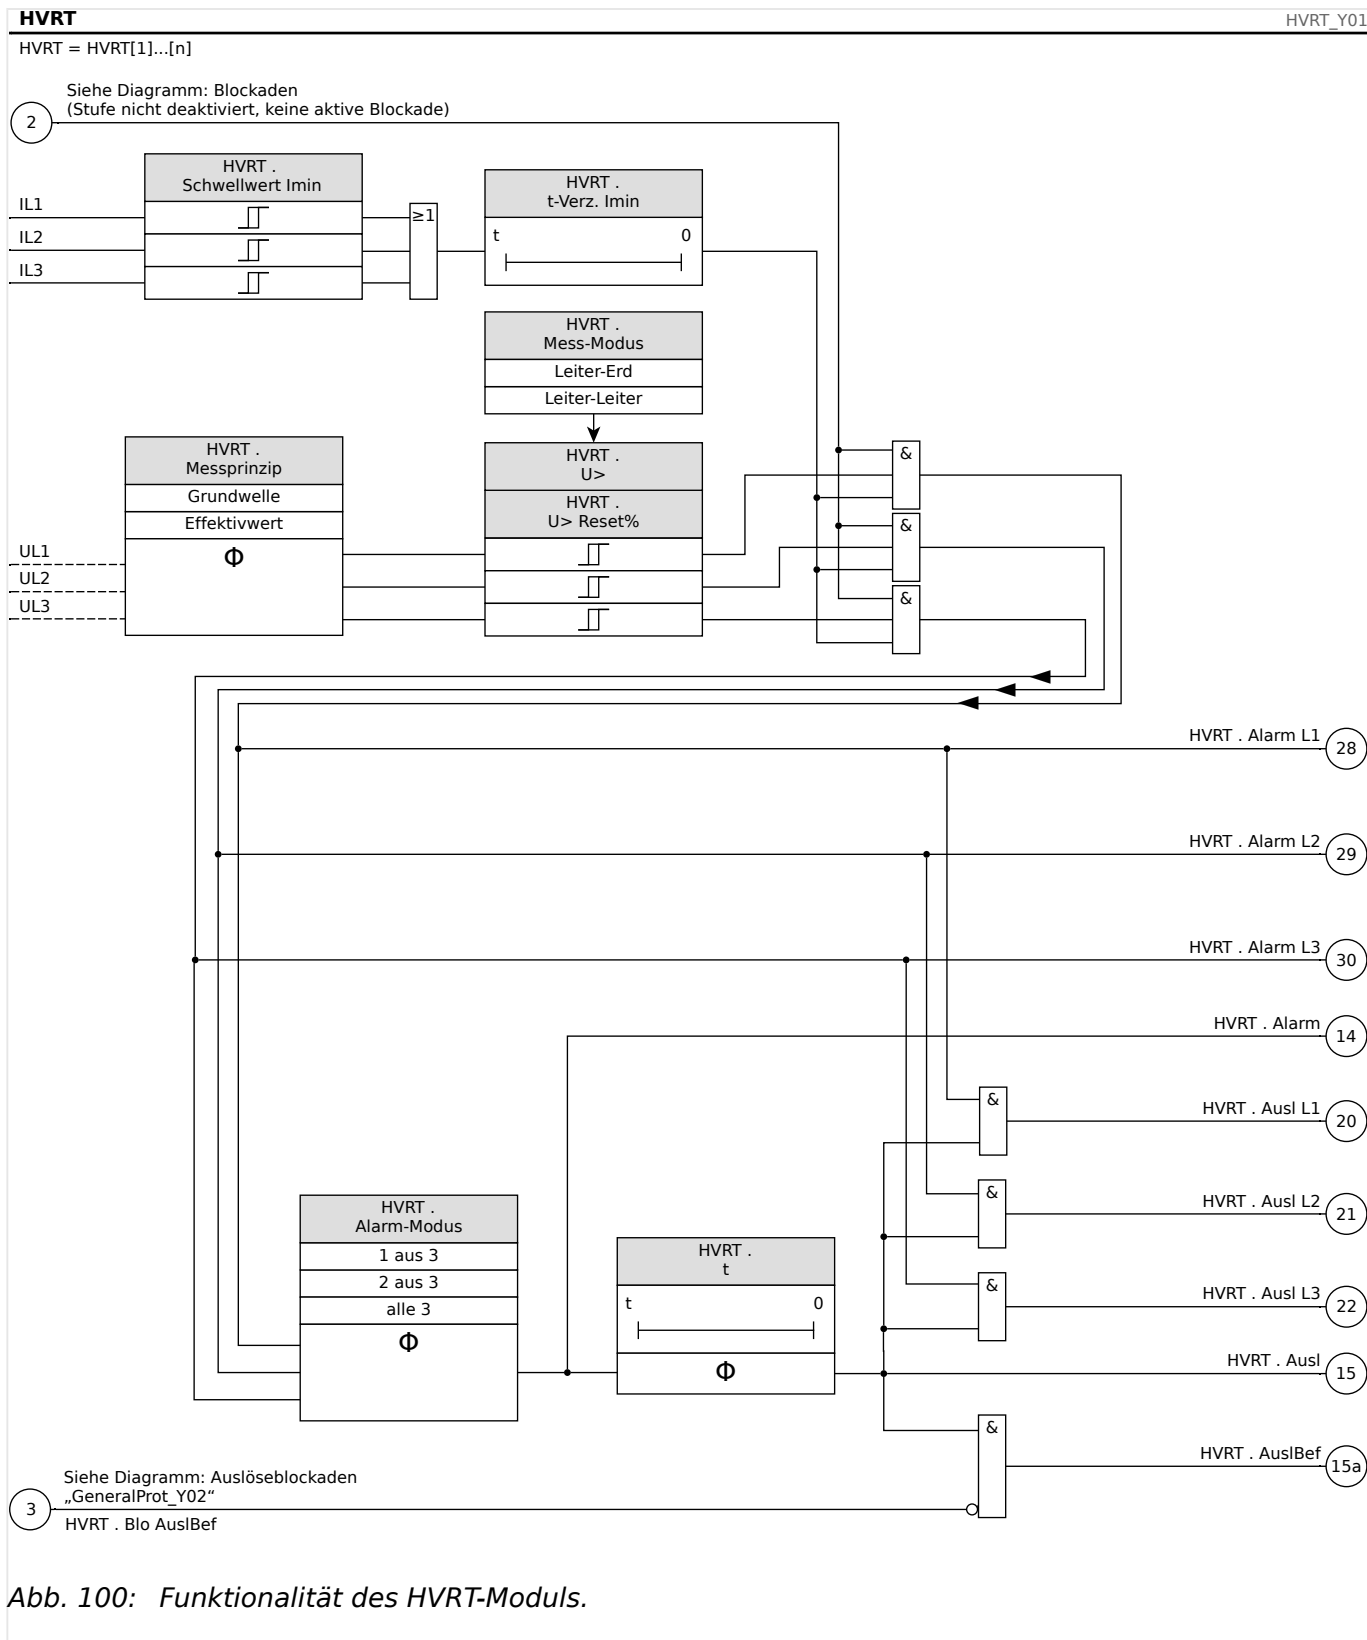 HVRT
HVRT_Y01
HVRT = HVRT[1]...[n]
Siehe Diagramm: Blockaden
(Stufe nicht deaktiviert, keine aktive Blockade)
2
HVRT .
Schwellwert Imin
IL1
IL2
IL3
≥1
HVRT .
t-Verz. Imin
t
0
HVRT .
Mess-Modus
Leiter-Erd
Leiter-Leiter
HVRT .
Messprinzip
Grundwelle
Effektivwert
Φ
UL1
UL2
UL3
HVRT .
U>
HVRT .
U> Reset%
&
&
&
HVRT . Alarm L1
28
HVRT . Alarm L2
29
HVRT . Alarm L3
30
HVRT . Alarm
14
&
HVRT . Ausl L1
20
&
HVRT . Ausl L2
21
&
HVRT . Ausl L3
22
HVRT .
Alarm-Modus
1 aus 3
2 aus 3
alle 3
Φ
HVRT .
t
t
0
Φ
HVRT . Ausl
15
&
HVRT . AuslBef
15a
Siehe Diagramm: Auslöseblockaden
„GeneralProt_Y02“
3
HVRT . Blo AuslBef
Abb. 100: Funktionalität des HVRT-Moduls.